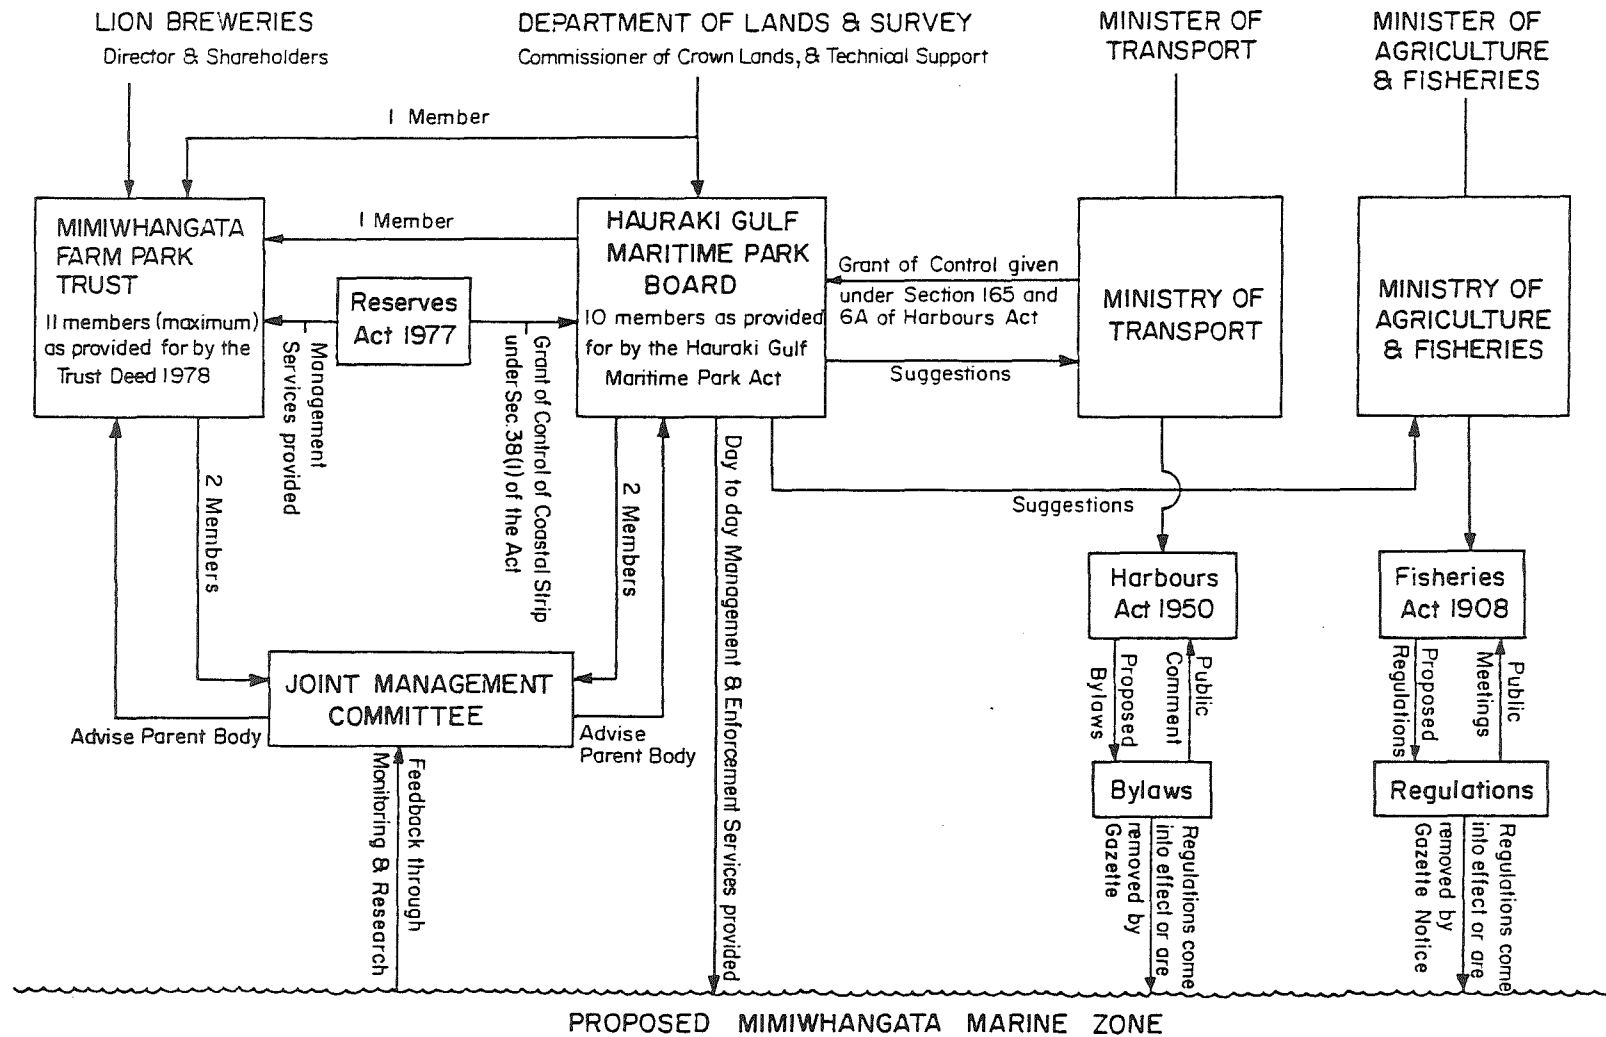 LION BREWERIES
Director & Shareholders
DEPARTMENT OF LANDS & SURVEY
Commissioner of Crown Lands, & Technical Support
MINISTER OF
TRANSPORT
MINISTER OF
AGRICULTURE
& FISHERIES
1 Member
MIMIWHANGATA
FARM PARK
TRUST
11 members (maximum)
as provided for by the
Trust Deed 1978
1 Member
Reserves
Act 1977
Management
Services provided
Grant of Control of Coastal Strip
under Sec. 38(1) of the Act
HAURAKI GULF
MARITIME PARK
BOARD
10 members as provided
for by the Hauraki Gulf
Maritime Park Act
Grant of Control given
under Section 165 and
6A of Harbours Act
Suggestions
MINISTRY OF
TRANSPORT
MINISTRY OF
AGRICULTURE
& FISHERIES
2 Members
2 Members
Day to day Management & Enforcement Services provided
Suggestions
Harbours
Act 1950
Fisheries
Act 1908
JOINT MANAGEMENT
COMMITTEE
Advise Parent Body
Advise
Parent Body
Proposed
Bylaws
Public
Comment
Proposed
Regulations
Public
Meetings
Feedback through
Monitoring & Research
Bylaws
Regulations
Regulations come
into effect or are
removed by
Gazette
Regulations come
into effect or are
removed by
Gazette Notice
PROPOSED MIMIWHANGATA MARINE ZONE